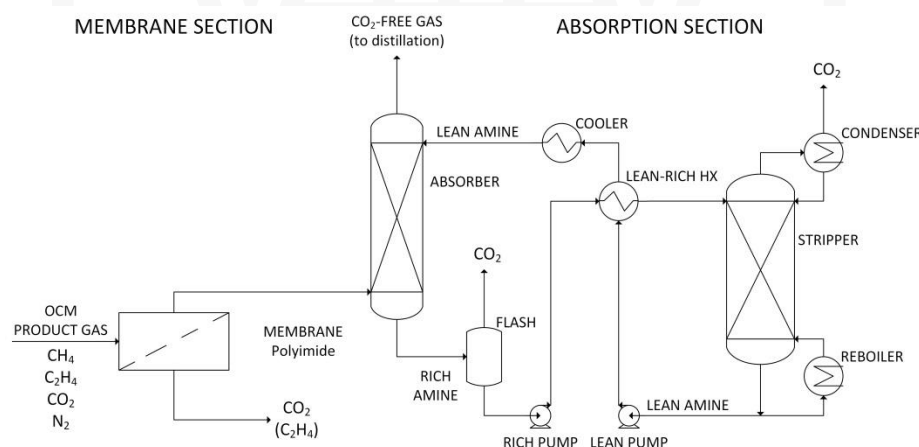 MEMBRANE SECTION
CO₂-FREE GAS
(to distillation)
ABSORPTION SECTION
CO₂
LEAN AMINE
COOLER
CONDENSER
ABSORBER
LEAN-RICH HX
STRIPPER
CO₂
OCM
PRODUCT GAS
CH₄
C₂H₄
CO₂
N₂
MEMBRANE
Polyimide
FLASH
RICH
AMINE
REBOILER
CO₂
(C₂H₄)
LEAN AMINE
RICH PUMP
LEAN PUMP